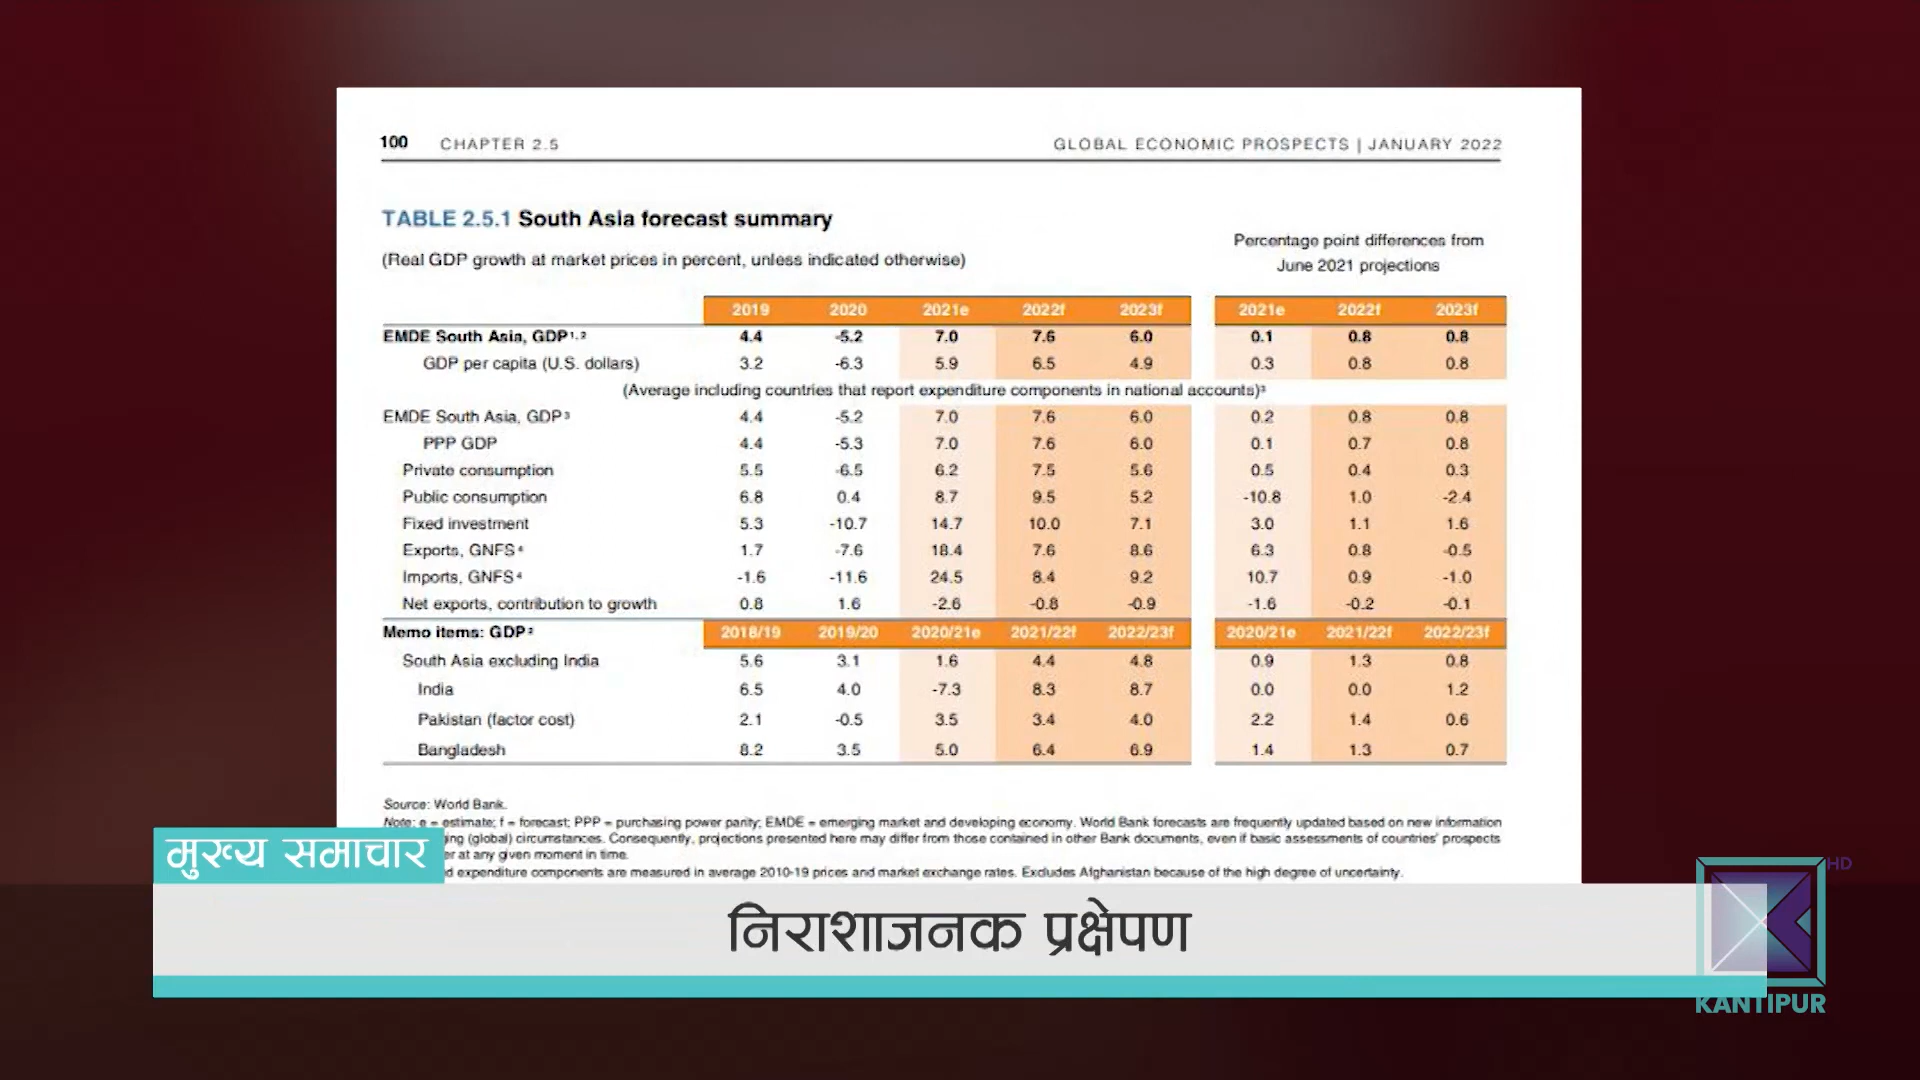 100 CHAPTER 2.5 GLOBAL ECONOMIC PROSPECTS | JANUARY 2022
TABLE 2.5.1 South Asia forecast summary
(Real GDP growth at market prices in percent, unless indicated otherwise)
Percentage point differences from
June 2021 projections
2019 2020 2021e 2022f 2023f 2021e 2022f 2023f
EMDE South Asia, GDP¹,² 4.4 -5.2 7.0 7.6 6.0 0.1 0.8 0.8
GDP per capita (U.S. dollars) 3.2 -6.3 5.9 6.5 4.9 0.3 0.8 0.8
(Average including countries that report expenditure components in national accounts)³
EMDE South Asia, GDP³ 4.4 -5.2 7.0 7.6 6.0 0.2 0.8 0.8
PPP GDP 4.4 -5.3 7.0 7.6 6.0 0.1 0.7 0.8
Private consumption 5.5 -6.5 6.2 7.5 5.6 0.5 0.4 0.3
Public consumption 6.8 0.4 8.7 9.5 5.2 -10.8 1.0 -2.4
Fixed investment 5.3 -10.7 14.7 10.0 7.1 3.0 1.1 1.6
Exports, GNFS⁴ 1.7 -7.6 18.4 7.6 8.6 6.3 0.8 -0.5
Imports, GNFS⁴ -1.6 -11.6 24.5 8.4 9.2 10.7 0.9 -1.0
Net exports, contribution to growth 0.8 1.6 -2.6 -0.8 -0.9 -1.6 -0.2 -0.1
Memo items: GDP² 2018/19 2019/20 2020/21e 2021/22f 2022/23f 2020/21e 2021/22f 2022/23f
South Asia excluding India 5.6 3.1 1.6 4.4 4.8 0.9 1.3 0.8
India 6.5 4.0 -7.3 8.3 8.7 0.0 0.0 1.2
Pakistan (factor cost) 2.1 -0.5 3.5 3.4 4.0 2.2 1.4 0.6
Bangladesh 8.2 3.5 5.0 6.4 6.9 1.4 1.3 0.7
Source: World Bank.
Note: e = estimate; f = forecast; PPP = purchasing power parity; EMDE = emerging market and developing economy. World Bank forecasts are frequently updated based on new information
(global) circumstances. Consequently, projections presented here may differ from those contained in other Bank documents, even if basic assessments of countries' prospects
at any given moment in time.
expenditure components are measured in average 2010-19 prices and market exchange rates. Excludes Afghanistan because of the high degree of uncertainty.
मुख्य समाचार
निराशाजनक प्रक्षेपण
HD
KANTIPUR